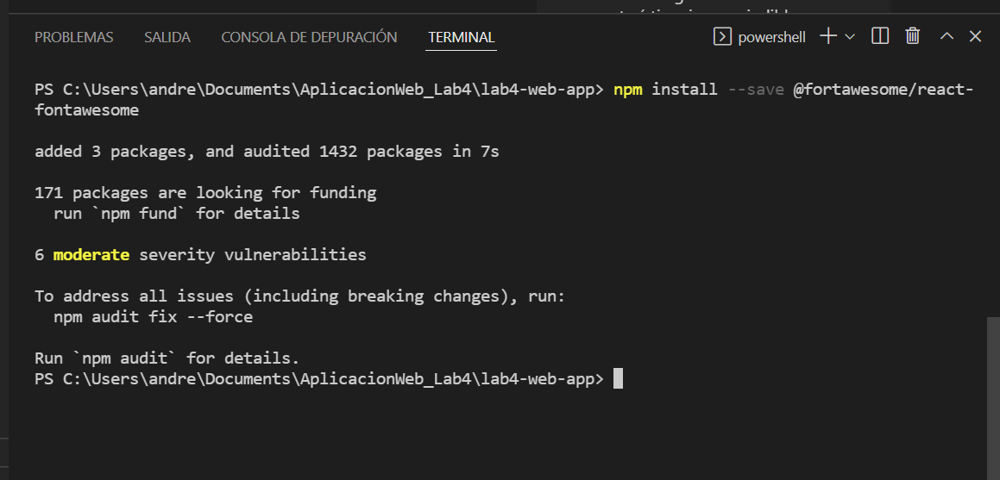 PROBLEMAS SALIDA CONSOLA DE DEPURACIÓN TERMINAL powershell
PS C:\Users\andre\Documents\AplicacionWeb_Lab4\lab4-web-app> npm install --save @fortawesome/react-
fontawesome
added 3 packages, and audited 1432 packages in 7s
171 packages are looking for funding
  run `npm fund` for details
6 moderate severity vulnerabilities
To address all issues (including breaking changes), run:
  npm audit fix --force
Run `npm audit` for details.
PS C:\Users\andre\Documents\AplicacionWeb_Lab4\lab4-web-app>